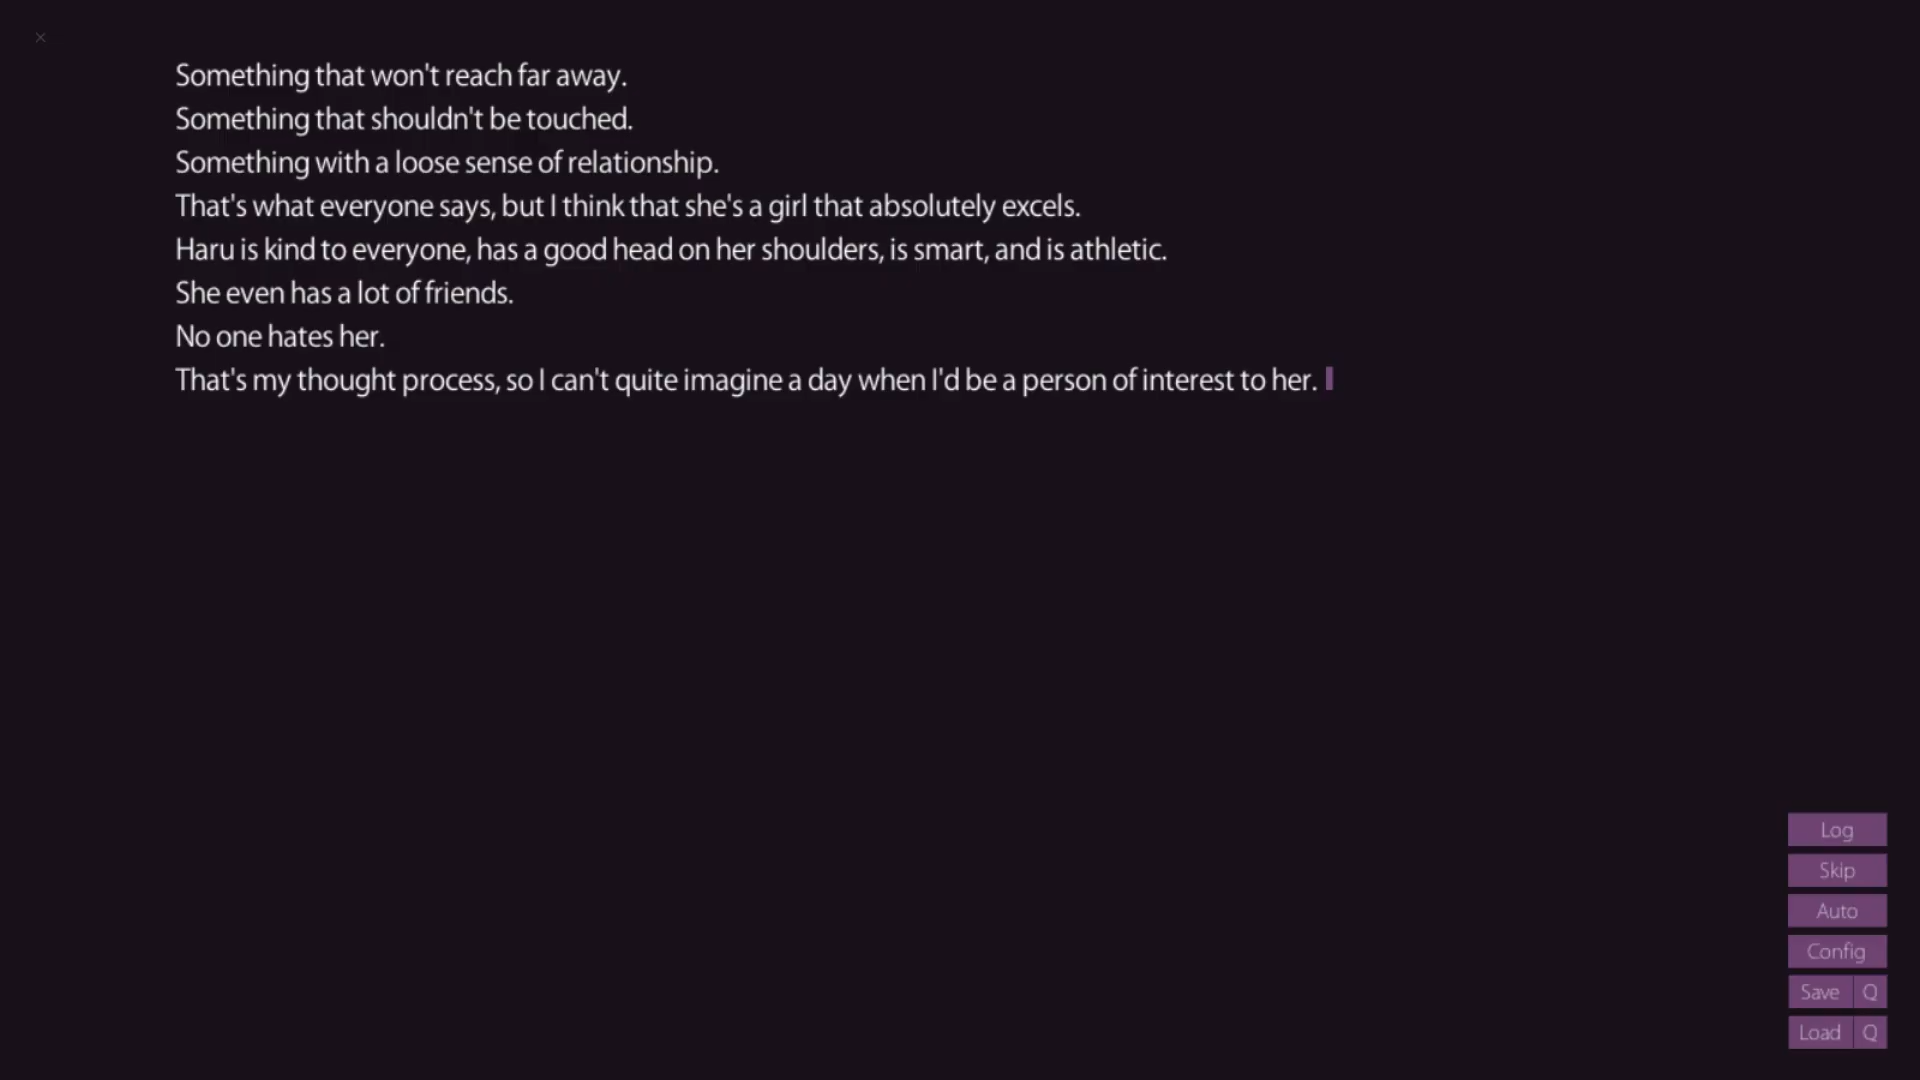 ×
Something that won't reach far away.
Something that shouldn't be touched.
Something with a loose sense of relationship.
That's what everyone says, but I think that she's a girl that absolutely excels.
Haru is kind to everyone, has a good head on her shoulders, is smart, and is athletic.
She even has a lot of friends.
No one hates her.
That's my thought process, so I can't quite imagine a day when I'd be a person of interest to her.
Log
Skip
Auto
Config
Save Q
Load Q